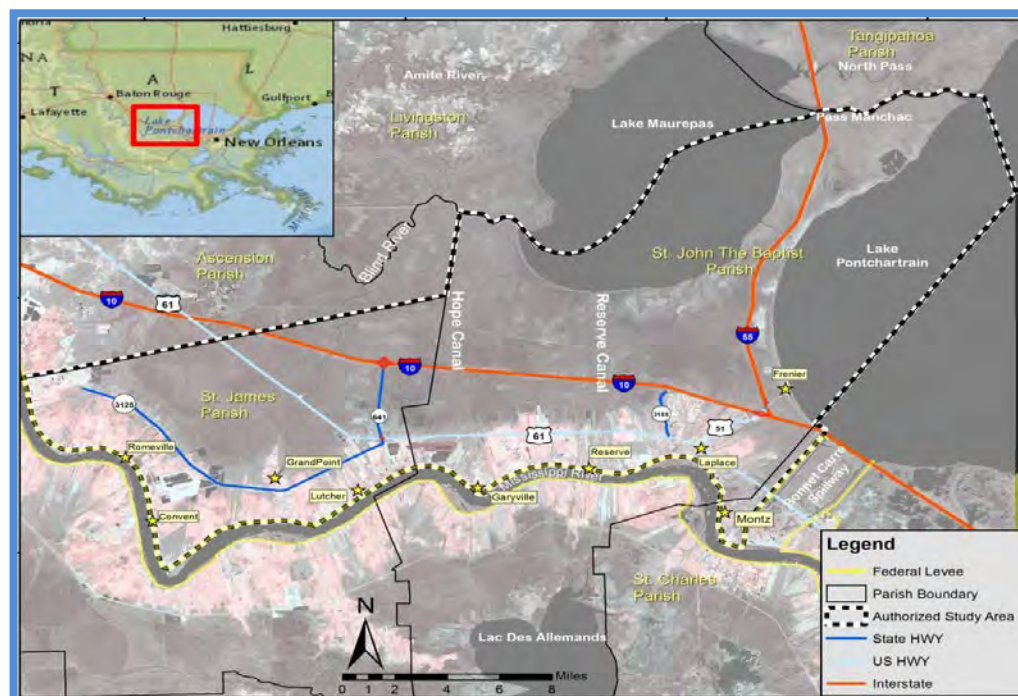 Hattiesburg
Baton Rouge
Lafayette
Gulfport
Lake
Pontchartrain
New Orleans
Tangipahoa
Parish
North Pass
Amite River
Livingston
Parish
Lake Maurepas
Pass Manchac
Blind River
Ascension
Parish
St. John The Baptist
Parish
Lake
Pontchartrain
61
10
Hope Canal
Reserve Canal
55
10
10
Frenier
St. James
Parish
3125
641
3188
51
61
Romeville
GrandPoint
Reserve
Laplace
Lutcher
Mississippi River
Garyville
Bonnet Carre
Spillway
Convent
Montz
St. Charles
Parish
Lac Des Allemands
N
0 1 2 4 6 8
Miles
Legend
Federal Levee
Parish Boundary
Authorized Study Area
State HWY
US HWY
Interstate